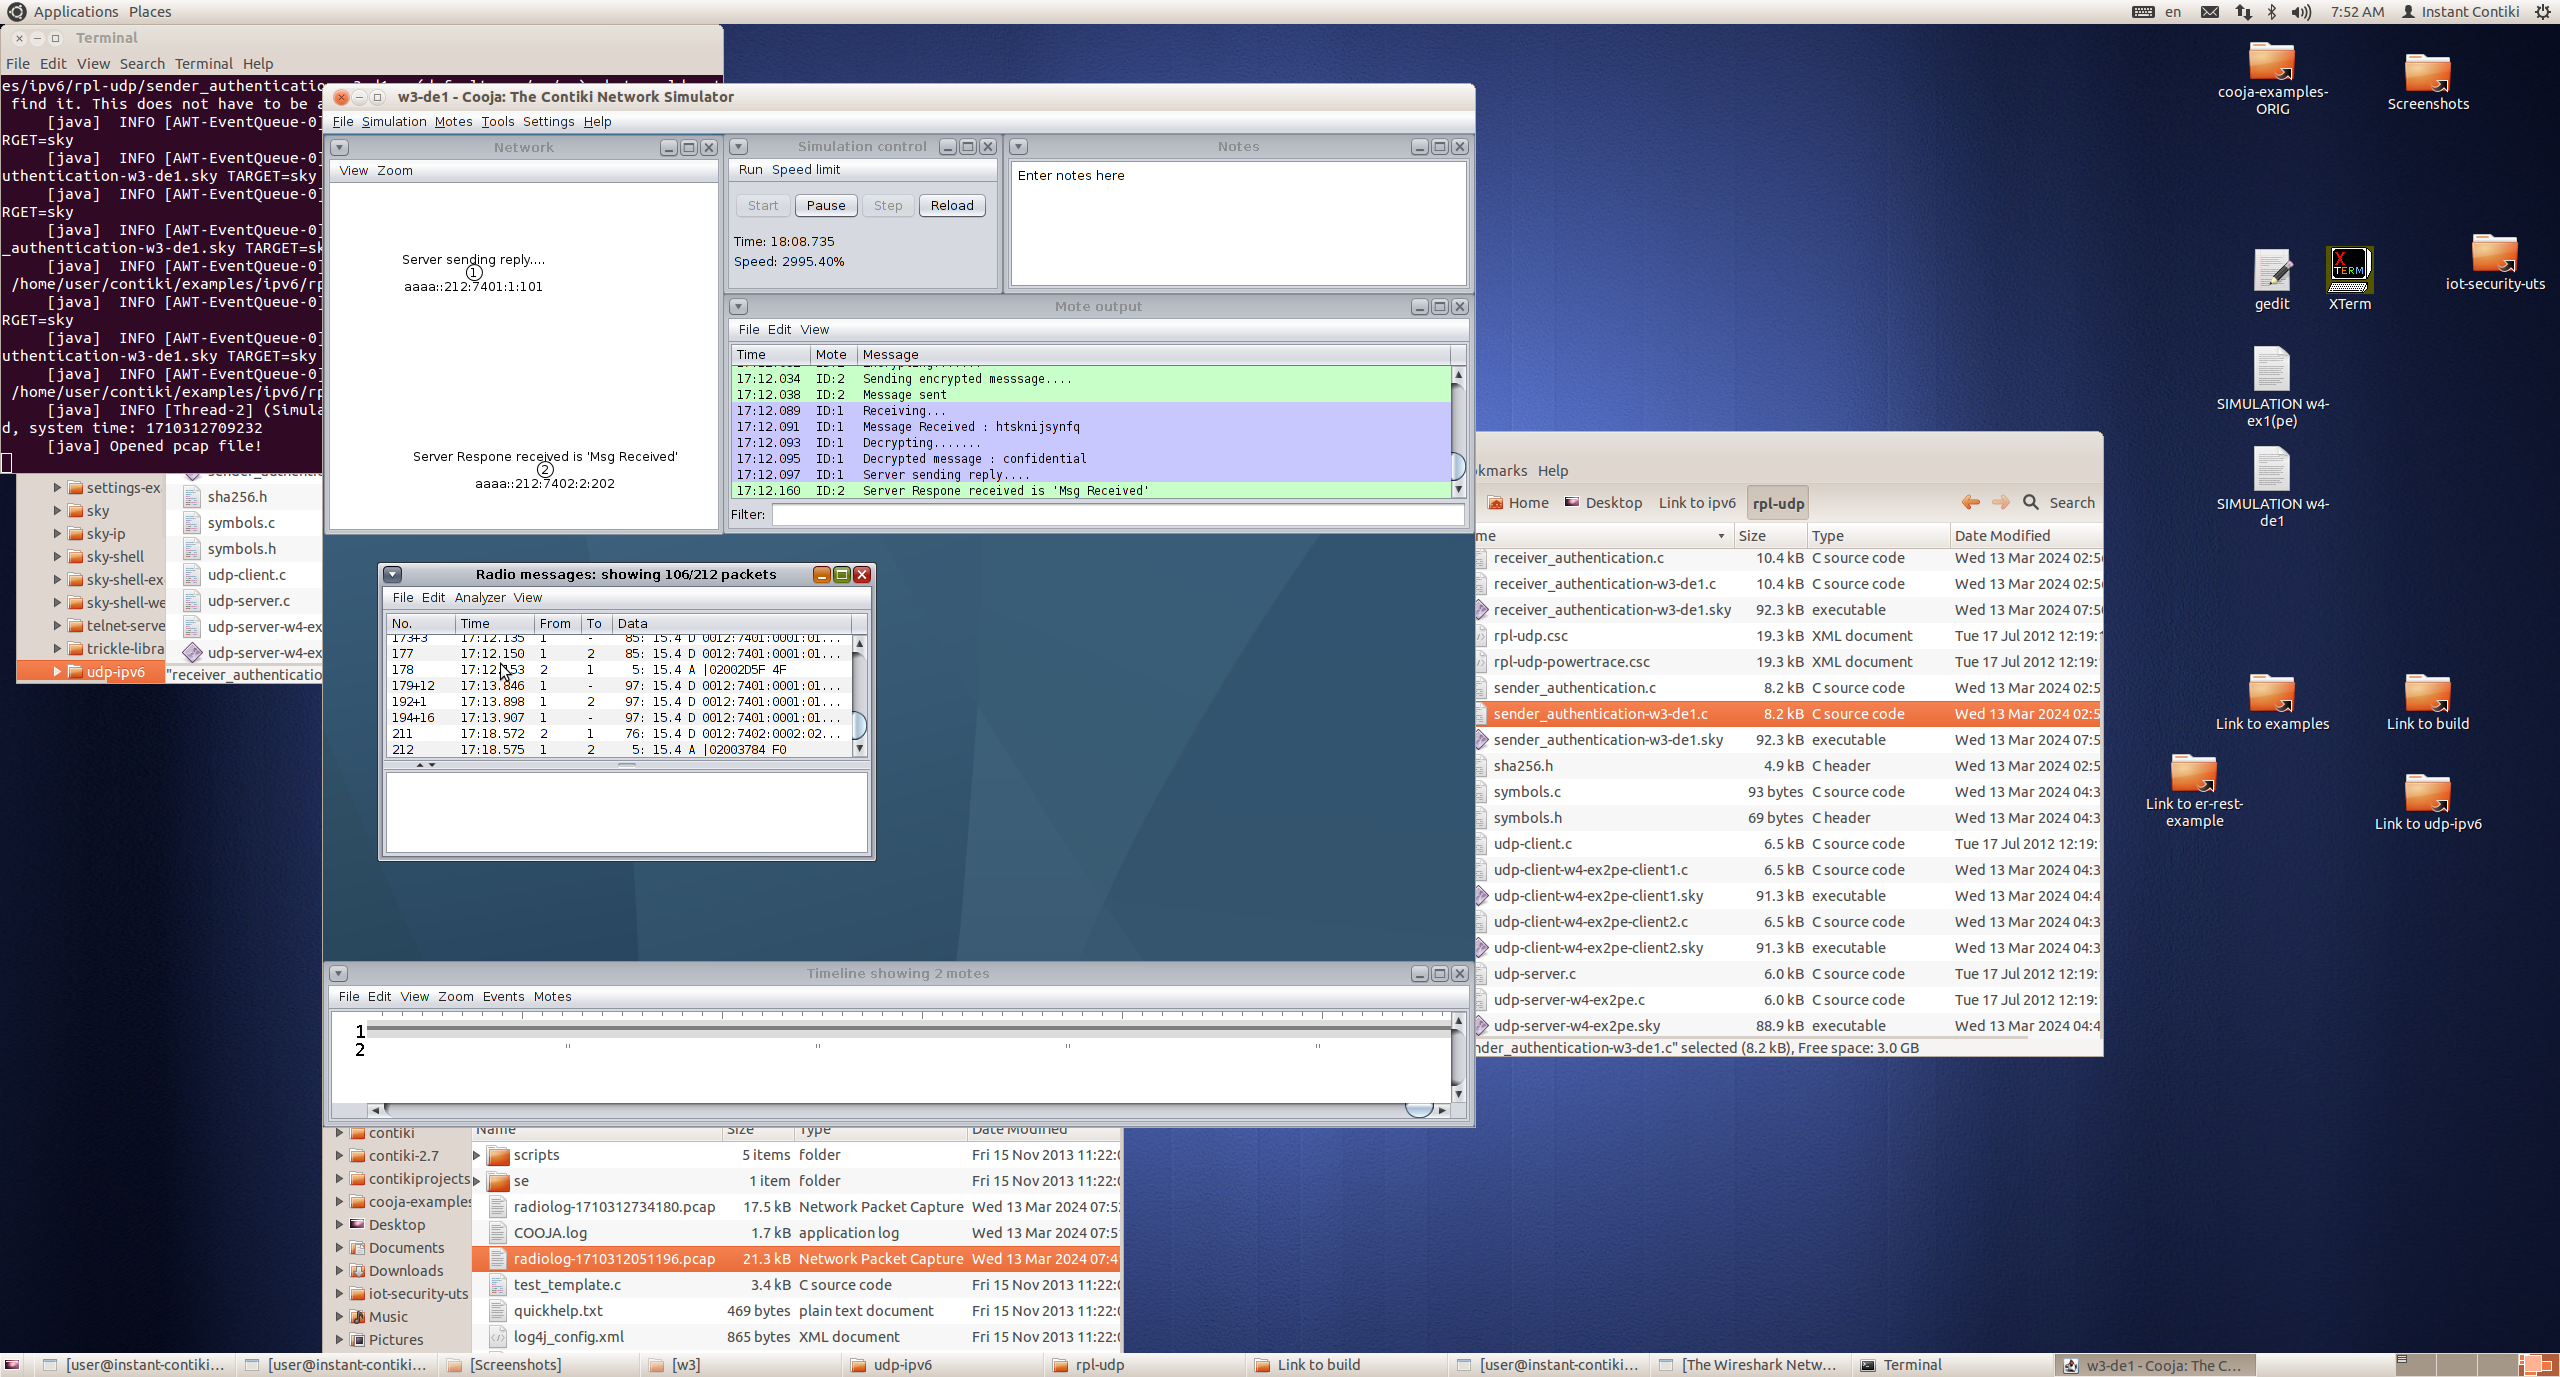 Applications Places
en 7:52 AM Instant Contiki
Terminal
File Edit View Search Terminal Help
es/ipv6/rpl-udp/sender_authenticatio
find it. This does not have to be a
[java] INFO [AWT-EventQueue-0]
RGET=sky
[java] INFO [AWT-EventQueue-0]
uthentication-w3-de1.sky TARGET=sky
[java] INFO [AWT-EventQueue-0]
RGET=sky
[java] INFO [AWT-EventQueue-0]
_authentication-w3-de1.sky TARGET=sk
[java] INFO [AWT-EventQueue-0]
/home/user/contiki/examples/ipv6/rp
[java] INFO [AWT-EventQueue-0]
RGET=sky
[java] INFO [AWT-EventQueue-0]
uthentication-w3-de1.sky TARGET=sky
[java] INFO [AWT-EventQueue-0]
/home/user/contiki/examples/ipv6/rp
[java] INFO [Thread-2] (Simula
d, system time: 1710312709232
[java] Opened pcap file!
settings-ex
sky
sky-ip
sky-shell
sky-shell-ex
sky-shell-we
telnet-serve
trickle-libra
udp-ipv6
sha256.h
symbols.c
symbols.h
udp-client.c
udp-server.c
udp-server-w4-ex
udp-server-w4-ex
"receiver_authenticatio
w3-de1 - Cooja: The Contiki Network Simulator
File Simulation Motes Tools Settings Help
Network
View Zoom
Server sending reply....
1
aaaa::212:7401:1:101
Server Respone received is 'Msg Received'
2
aaaa::212:7402:2:202
Simulation control
Run Speed limit
Start Pause Step Reload
Time: 18:08.735
Speed: 2995.40%
Notes
Enter notes here
Mote output
File Edit View
Time Mote Message
17:12.034 ID:2 Sending encrypted messsage....
17:12.038 ID:2 Message sent
17:12.089 ID:1 Receiving...
17:12.091 ID:1 Message Received : htsknijsynfq
17:12.093 ID:1 Decrypting.......
17:12.095 ID:1 Decrypted message : confidential
17:12.097 ID:1 Server sending reply....
17:12.160 ID:2 Server Respone received is 'Msg Received'
Filter:
Radio messages: showing 106/212 packets
File Edit Analyzer View
No. Time From To Data
173+3 17:12.135 1 - 85: 15.4 D 0012:7401:0001:01...
177 17:12.150 1 2 85: 15.4 D 0012:7401:0001:01...
178 17:12.153 2 1 5: 15.4 A |02002D5F 4F
179+12 17:13.846 1 - 97: 15.4 D 0012:7401:0001:01...
192+1 17:13.898 1 2 97: 15.4 D 0012:7401:0001:01...
194+16 17:13.907 1 - 97: 15.4 D 0012:7401:0001:01...
211 17:18.572 2 1 76: 15.4 D 0012:7402:0002:02...
212 17:18.575 1 2 5: 15.4 A |02003784 F0
Timeline showing 2 motes
File Edit View Zoom Events Motes
1
2
kmarks Help
Home Desktop Link to ipv6 rpl-udp Search
me Size Type Date Modified
receiver_authentication.c 10.4 kB C source code Wed 13 Mar 2024 02:5
receiver_authentication-w3-de1.c 10.4 kB C source code Wed 13 Mar 2024 02:5
receiver_authentication-w3-de1.sky 92.3 kB executable Wed 13 Mar 2024 07:5
rpl-udp.csc 19.3 kB XML document Tue 17 Jul 2012 12:19:
rpl-udp-powertrace.csc 19.3 kB XML document Tue 17 Jul 2012 12:19:
sender_authentication.c 8.2 kB C source code Wed 13 Mar 2024 02:5
sender_authentication-w3-de1.c 8.2 kB C source code Wed 13 Mar 2024 02:5
sender_authentication-w3-de1.sky 92.3 kB executable Wed 13 Mar 2024 07:5
sha256.h 4.9 kB C header Wed 13 Mar 2024 02:5
symbols.c 93 bytes C source code Wed 13 Mar 2024 04:3
symbols.h 69 bytes C header Wed 13 Mar 2024 04:3
udp-client.c 6.5 kB C source code Tue 17 Jul 2012 12:19:
udp-client-w4-ex2pe-client1.c 6.5 kB C source code Wed 13 Mar 2024 04:3
udp-client-w4-ex2pe-client1.sky 91.3 kB executable Wed 13 Mar 2024 04:4
udp-client-w4-ex2pe-client2.c 6.5 kB C source code Wed 13 Mar 2024 04:3
udp-client-w4-ex2pe-client2.sky 91.3 kB executable Wed 13 Mar 2024 04:3
udp-server.c 6.0 kB C source code Tue 17 Jul 2012 12:19:
udp-server-w4-ex2pe.c 6.0 kB C source code Tue 17 Jul 2012 12:19:
udp-server-w4-ex2pe.sky 88.9 kB executable Wed 13 Mar 2024 04:4
nder_authentication-w3-de1.c" selected (8.2 kB), Free space: 3.0 GB
contiki
contiki-2.7
contikiprojects
cooja-examples
Desktop
Documents
Downloads
iot-security-uts
Music
Pictures
Name Size Type Date Modified
scripts 5 items folder Fri 15 Nov 2013 11:22:0
se 1 item folder Fri 15 Nov 2013 11:22:0
radiolog-1710312734180.pcap 17.5 kB Network Packet Capture Wed 13 Mar 2024 07:5
COOJA.log 1.7 kB application log Wed 13 Mar 2024 07:5
radiolog-1710312051196.pcap 21.3 kB Network Packet Capture Wed 13 Mar 2024 07:4
test_template.c 3.4 kB C source code Fri 15 Nov 2013 11:22:0
quickhelp.txt 469 bytes plain text document Fri 15 Nov 2013 11:22:0
log4j_config.xml 865 bytes XML document Fri 15 Nov 2013 11:22:0
cooja-examples-
ORIG
Screenshots
gedit
X
TERM
XTerm
iot-security-uts
SIMULATION w4-
ex1(pe)
SIMULATION w4-
de1
Link to examples
Link to build
Link to er-rest-
example
Link to udp-ipv6
[user@instant-contiki... [user@instant-contiki... [Screenshots] [w3] udp-ipv6 rpl-udp Link to build [user@instant-contiki... [The Wireshark Netw... Terminal w3-de1 - Cooja: The C...